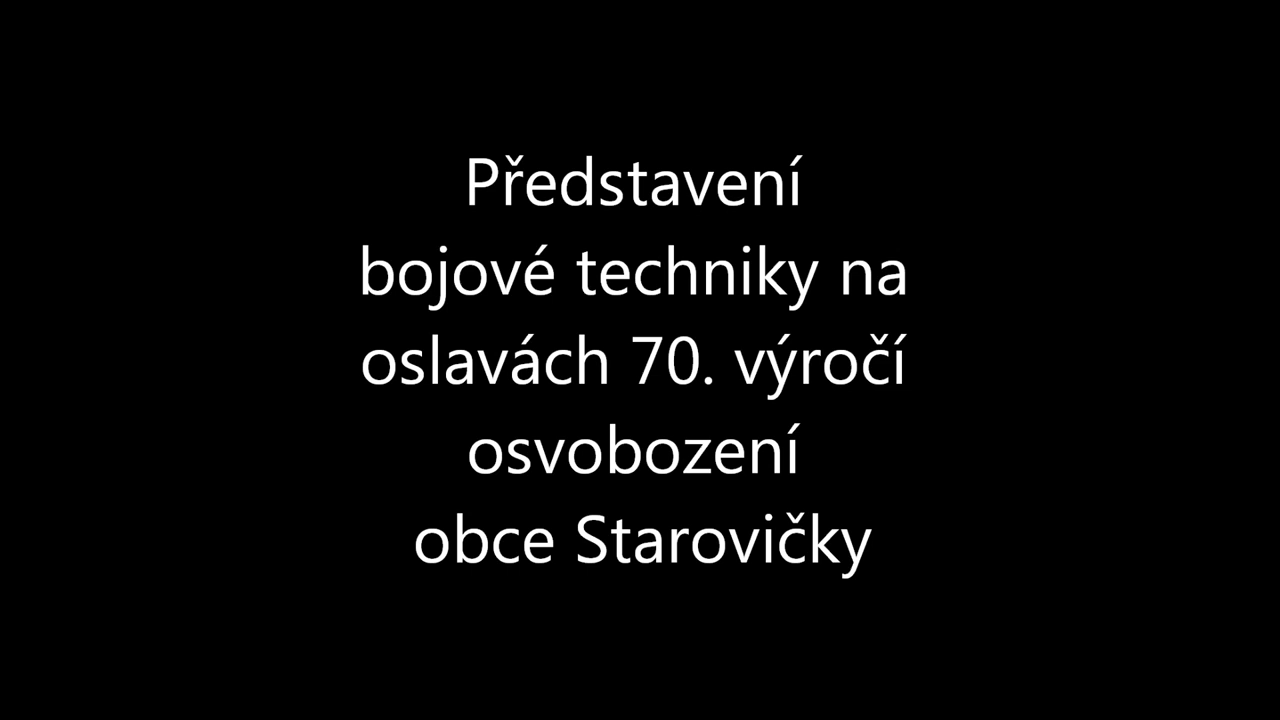 Představení
bojové techniky na
oslavách 70. výročí
osvobození
obce Starovičky